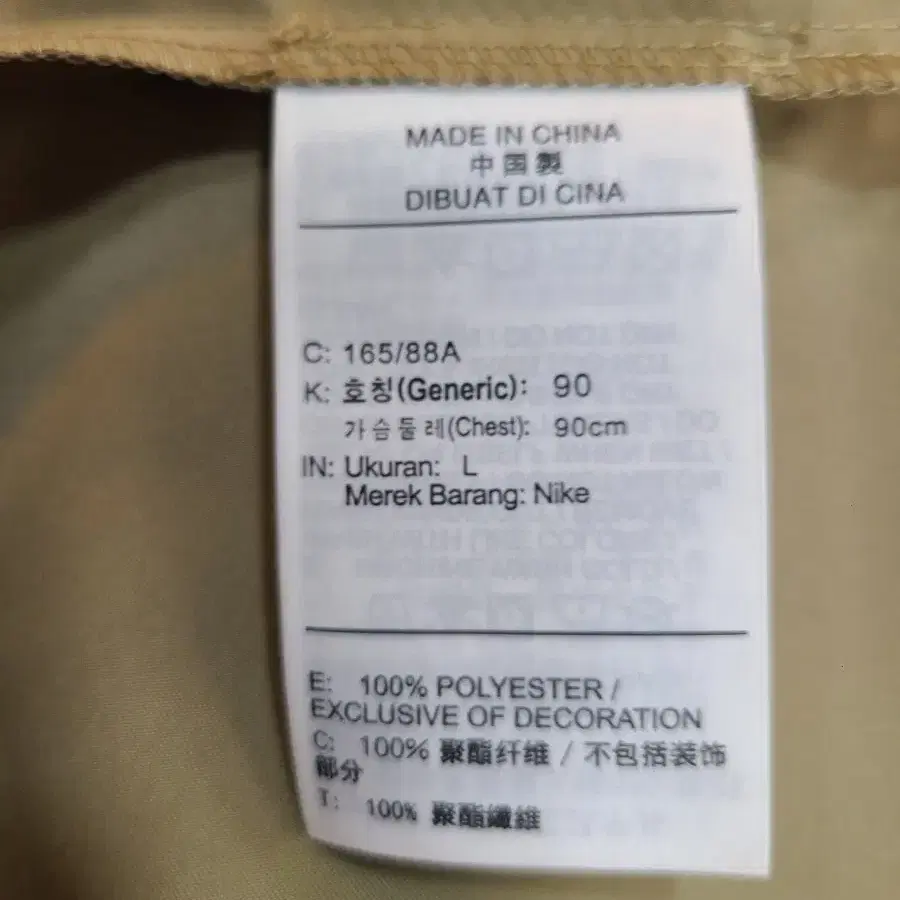 MADE IN CHINA
中国製
DIBUAT DI CINA
C: 165/88A
K: 호칭(Generic): 90
가슴둘레(Chest): 90cm
IN: Ukuran: L
Merek Barang: Nike
E: 100% POLYESTER /
EXCLUSIVE OF DECORATION
C: 100% 聚酯纤维 / 不包括装饰
部分
T: 100% 聚酯纖維